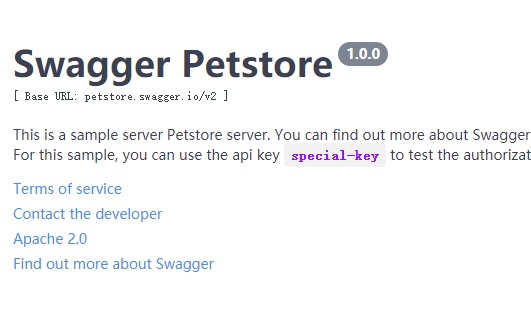 Swagger Petstore 1.0.0
[ Base URL: petstore.swagger.io/v2 ]
This is a sample server Petstore server. You can find out more about Swagger
For this sample, you can use the api key special-key to test the
Terms of service
Contact the developer
Apache 2.0
Find out more about Swagger